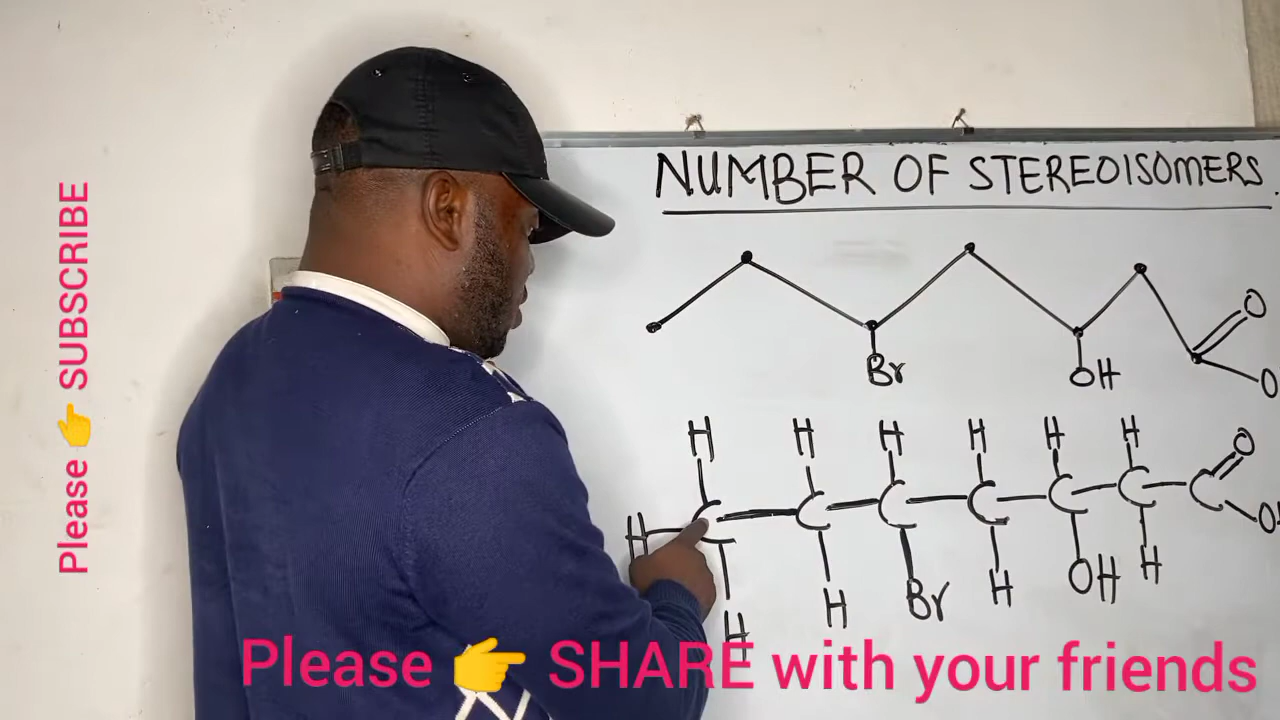 Please 👉 SUBSCRIBE
NUMBER OF STEREOISOMERS
O
Br OH O
H H H H H H O
H C C C C C C C O
H H Br H OH H
Please 👉 SHARE with your friends